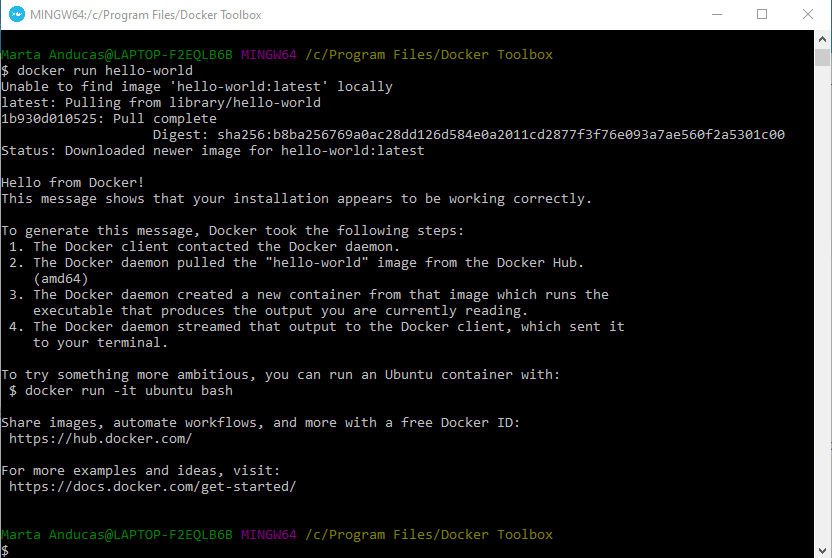 MINGW64:/c/Program Files/Docker Toolbox
Marta Anducas@LAPTOP-F2EQLB6B MINGW64 /c/Program Files/Docker Toolbox
$ docker run hello-world
Unable to find image 'hello-world:latest' locally
latest: Pulling from library/hello-world
1b930d010525: Pull complete
Digest: sha256:b8ba256769a0ac28dd126d584e0a2011cd2877f3f76e093a7ae560f2a5301c00
Status: Downloaded newer image for hello-world:latest
Hello from Docker!
This message shows that your installation appears to be working correctly.
To generate this message, Docker took the following steps:
1. The Docker client contacted the Docker daemon.
2. The Docker daemon pulled the "hello-world" image from the Docker Hub.
(amd64)
3. The Docker daemon created a new container from that image which runs the
executable that produces the output you are currently reading.
4. The Docker daemon streamed that output to the Docker client, which sent it
to your terminal.
To try something more ambitious, you can run an Ubuntu container with:
$ docker run -it ubuntu bash
Share images, automate workflows, and more with a free Docker ID:
https://hub.docker.com/
For more examples and ideas, visit:
https://docs.docker.com/get-started/
Marta Anducas@LAPTOP-F2EQLB6B MINGW64 /c/Program Files/Docker Toolbox
$